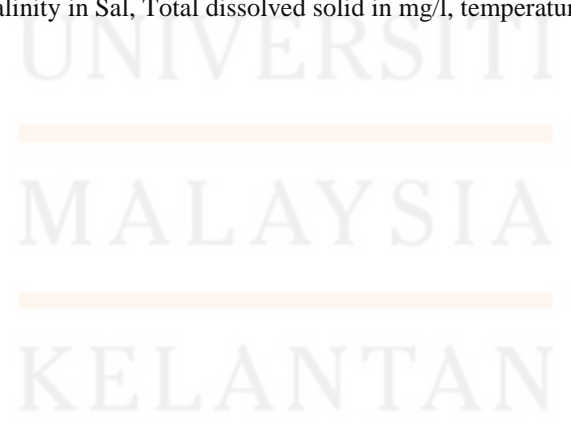 alinity in Sal, Total dissolved solid in mg/l, temperatur
UNIVERSITI
MALAYSIA
KELANTAN